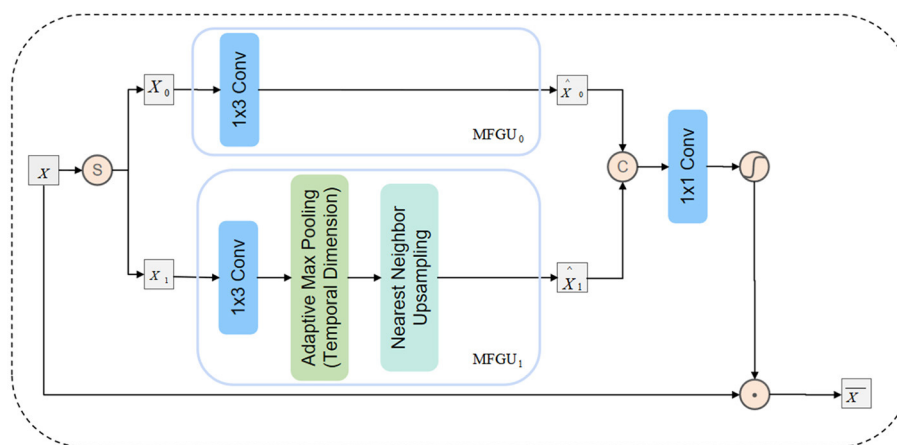 X
S
X₀
1x3 Conv
MFGU₀
X̂₀
X₁
1x3 Conv
Adaptive Max Pooling
(Temporal Dimension)
Nearest Neighbor
Upsampling
MFGU₁
X̂₁
C
1x1 Conv
X̅